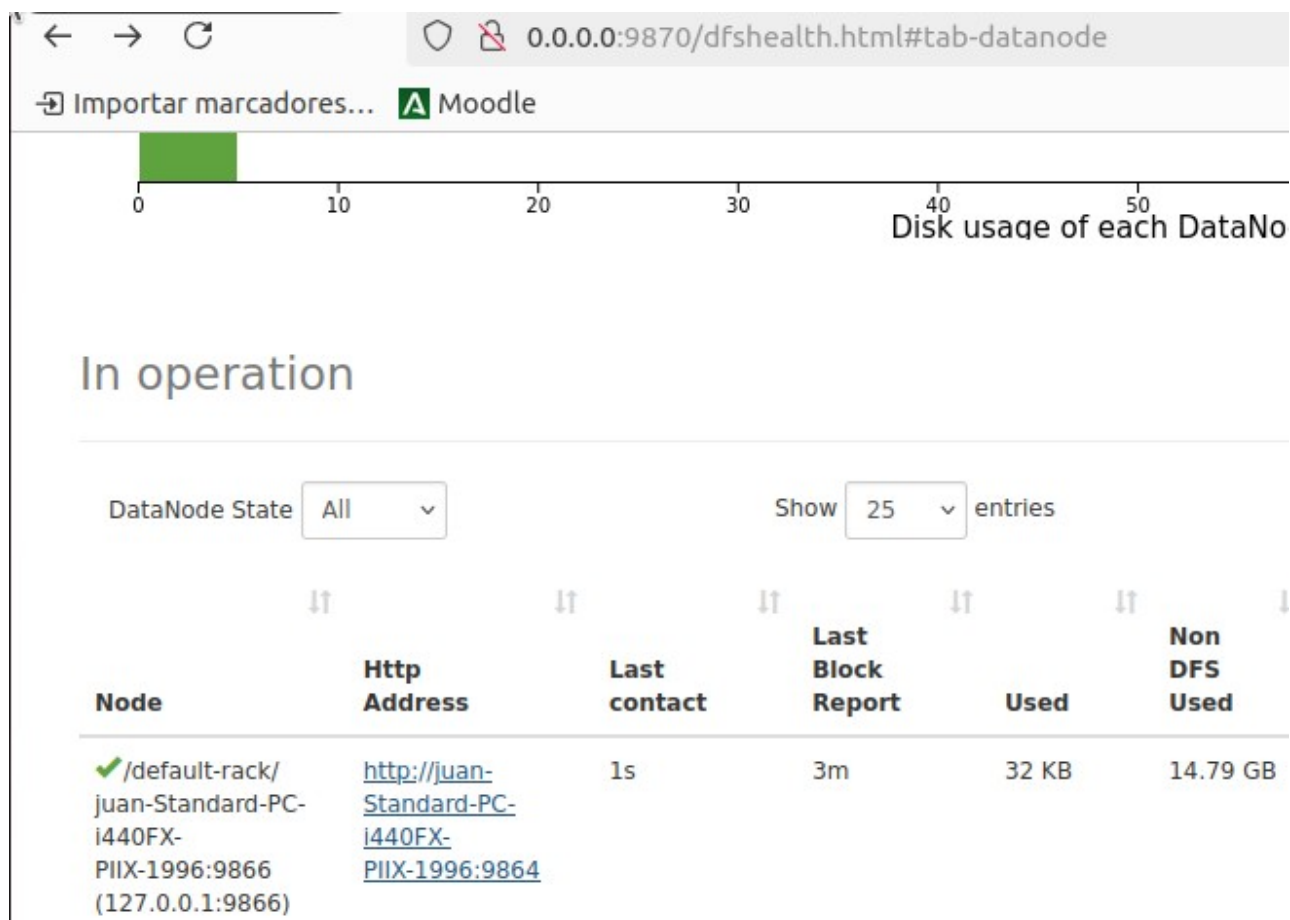 0.0.0.0:9870/dfshealth.html#tab-datanode
Importar marcadores... Moodle
0 10 20 30 40 50
Disk usage of each DataNo
In operation
DataNode State All Show 25 entries
Node Http Address Last contact Last Block Report Used Non DFS Used
✔/default-rack/ http://juan- 1s 3m 32 KB 14.79 GB
juan-Standard-PC- Standard-PC-
i440FX- i440FX-
PIIX-1996:9866 PIIX-1996:9864
(127.0.0.1:9866)